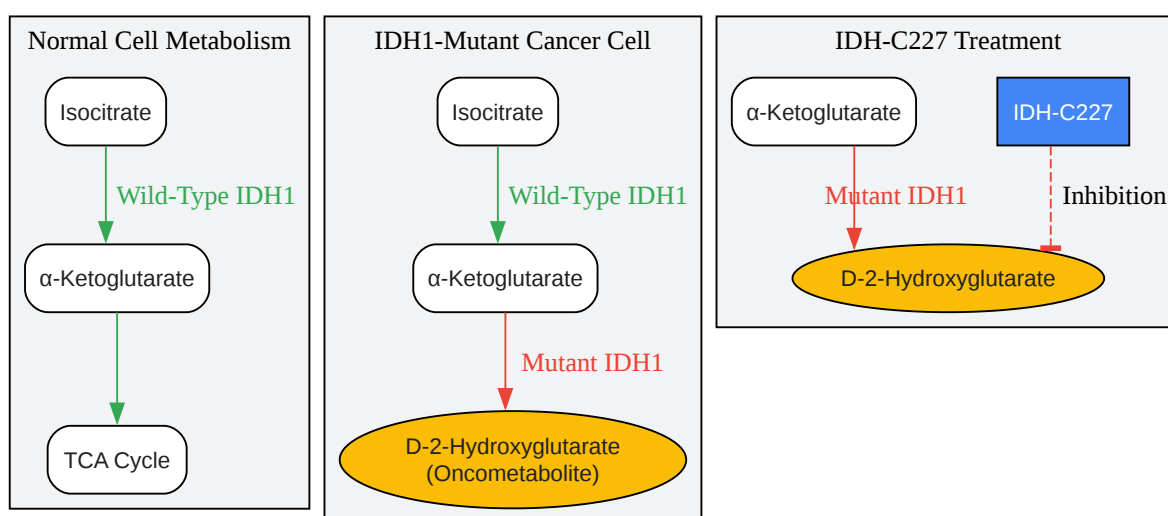 Normal Cell Metabolism
Isocitrate
Wild-Type IDH1
α-Ketoglutarate
TCA Cycle
IDH1-Mutant Cancer Cell
Isocitrate
Wild-Type IDH1
α-Ketoglutarate
Mutant IDH1
D-2-Hydroxyglutarate
(Oncometabolite)
IDH-C227 Treatment
α-Ketoglutarate
IDH-C227
Mutant IDH1
Inhibition
D-2-Hydroxyglutarate